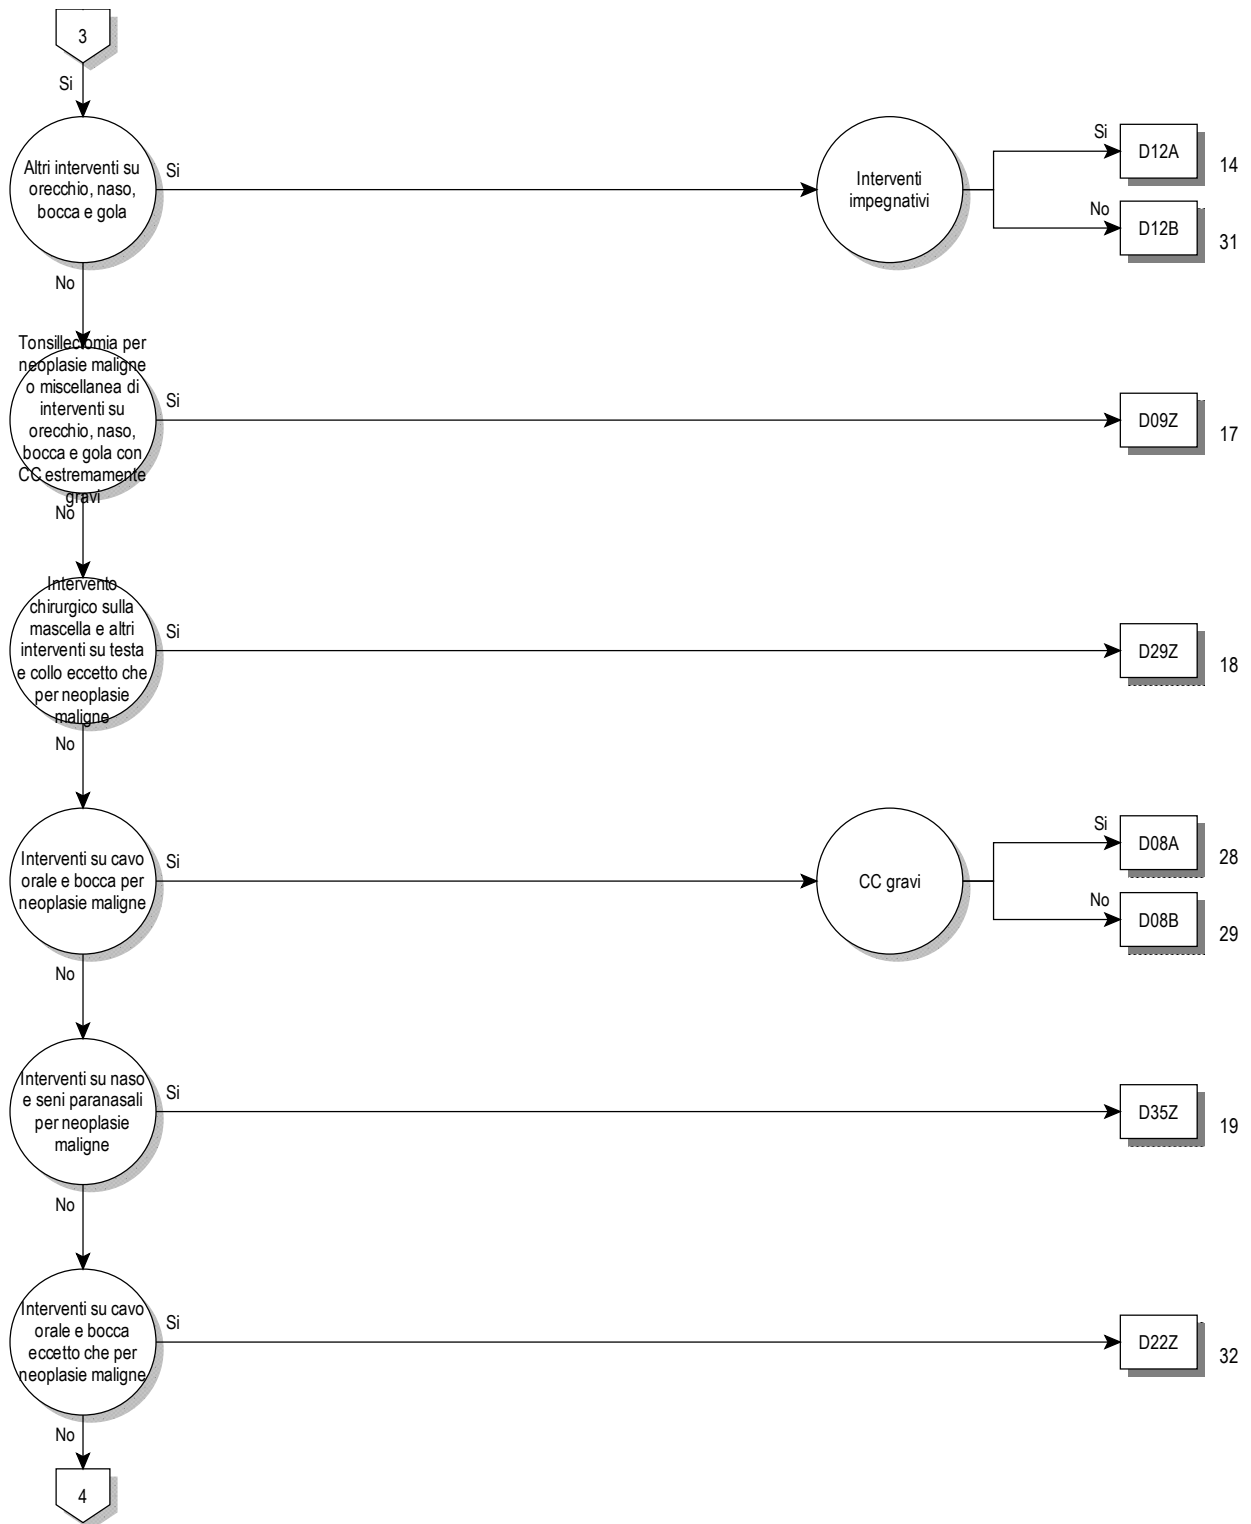 3
Si
Altri interventi su
orecchio, naso,
bocca e gola
Si
Interventi
impegnativi
Si
D12A
14
No
D12B
31
No
Tonsillectomia per
neoplasie maligne
o miscellanea di
interventi su
orecchio, naso,
bocca e gola con
CC estremamente
gravi
Si
D09Z
17
No
Intervento
chirurgico sulla
mascella e altri
interventi su testa
e collo eccetto che
per neoplasie
maligne
Si
D29Z
18
No
Interventi su cavo
orale e bocca per
neoplasie maligne
Si
CC gravi
Si
D08A
28
No
D08B
29
No
Interventi su naso
e seni paranasali
per neoplasie
maligne
Si
D35Z
19
No
Interventi su cavo
orale e bocca
eccetto che per
neoplasie maligne
Si
D22Z
32
No
4